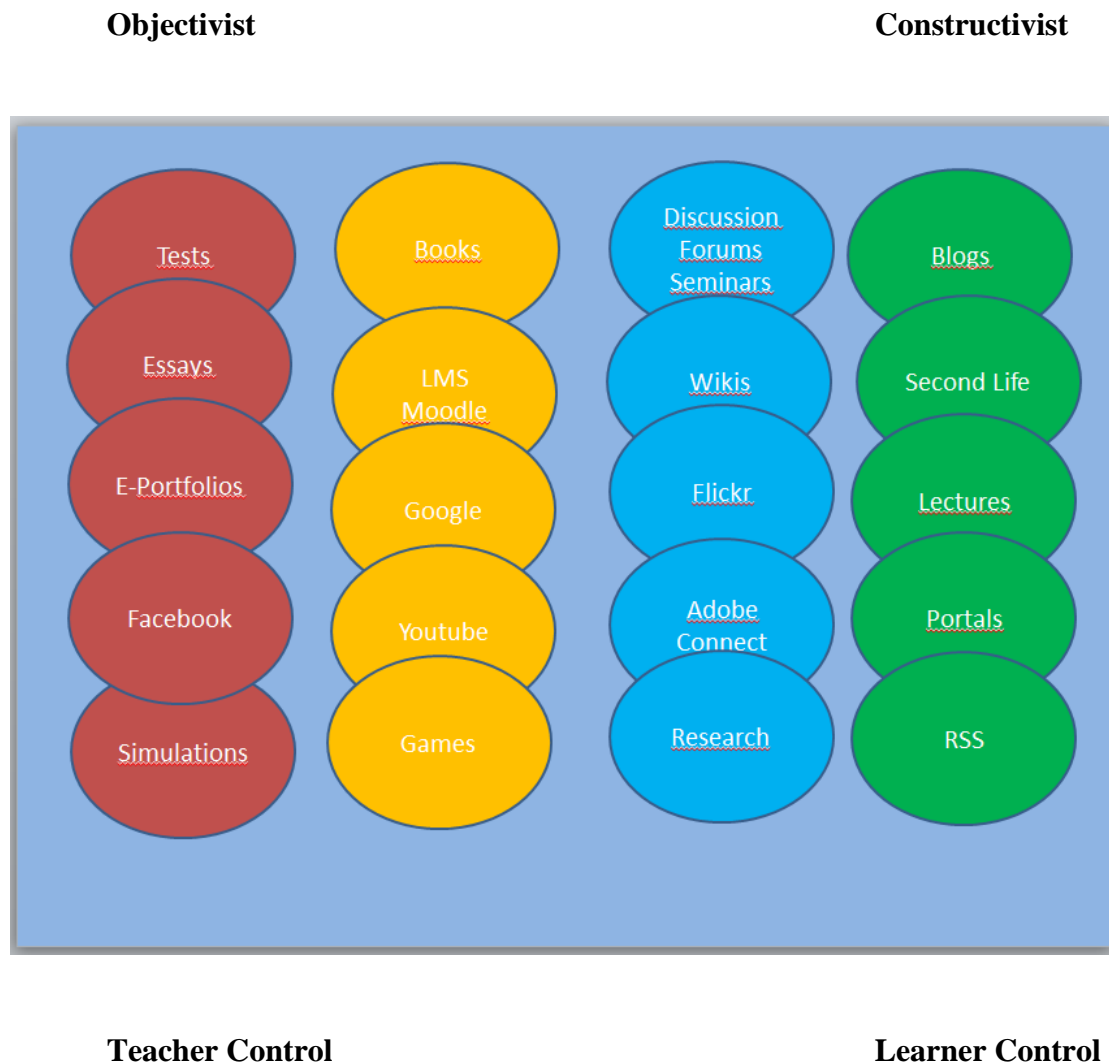 Objectivist
Constructivist
Tests
Essays
E-Portfolios
Facebook
Simulations
Books
LMS
Moodle
Google
Youtube
Games
Discussion
Forums
Seminars
Wikis
Flickr
Adobe
Connect
Research
Blogs
Second Life
Lectures
Portals
RSS
Teacher Control
Learner Control